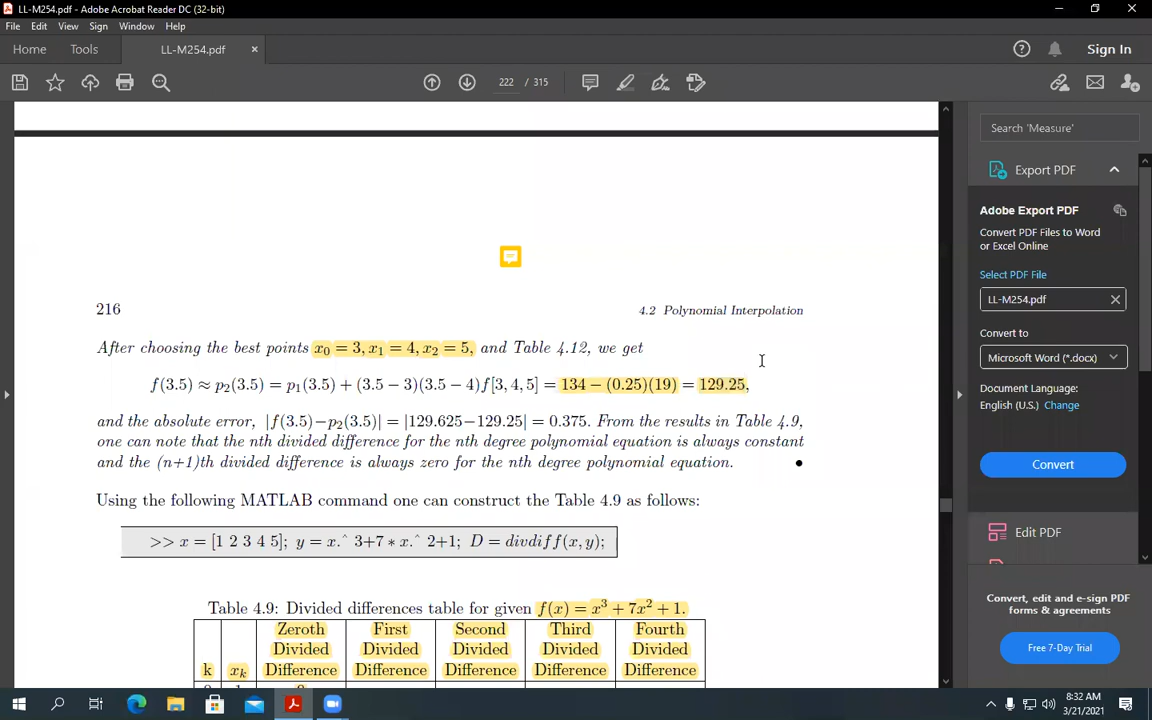 LL-M254.pdf - Adobe Acrobat Reader DC (32-bit)
File Edit View Sign Window Help
Home Tools LL-M254.pdf × Sign In
222 / 315
Search 'Measure'
Export PDF
Adobe Export PDF
Convert PDF Files to Word
or Excel Online
Select PDF File
LL-M254.pdf
Convert to
Microsoft Word (*.docx)
Document Language:
English (U.S.) Change
Convert
Edit PDF
Convert, edit and e-sign PDF
forms & agreements
Free 7-Day Trial
216 4.2 Polynomial Interpolation
After choosing the best points x₀ = 3, x₁ = 4, x₂ = 5, and Table 4.12, we get
f(3.5) ≈ p₂(3.5) = p₁(3.5) + (3.5 − 3)(3.5 − 4)f[3, 4, 5] = 134 − (0.25)(19) = 129.25,
and the absolute error, |f(3.5)−p₂(3.5)| = |129.625−129.25| = 0.375. From the results in Table 4.9,
one can note that the nth divided difference for the nth degree polynomial equation is always constant
and the (n+1)th divided difference is always zero for the nth degree polynomial equation. •
Using the following MATLAB command one can construct the Table 4.9 as follows:
>> x = [1 2 3 4 5]; y = x.^ 3+7 * x.^ 2+1; D = divdiff(x, y);
Table 4.9: Divided differences table for given f(x) = x³ + 7x² + 1.
Zeroth First Second Third Fourth
Divided Divided Divided Divided Divided
k xₖ Difference Difference Difference Difference Difference
8:32 AM
3/21/2021